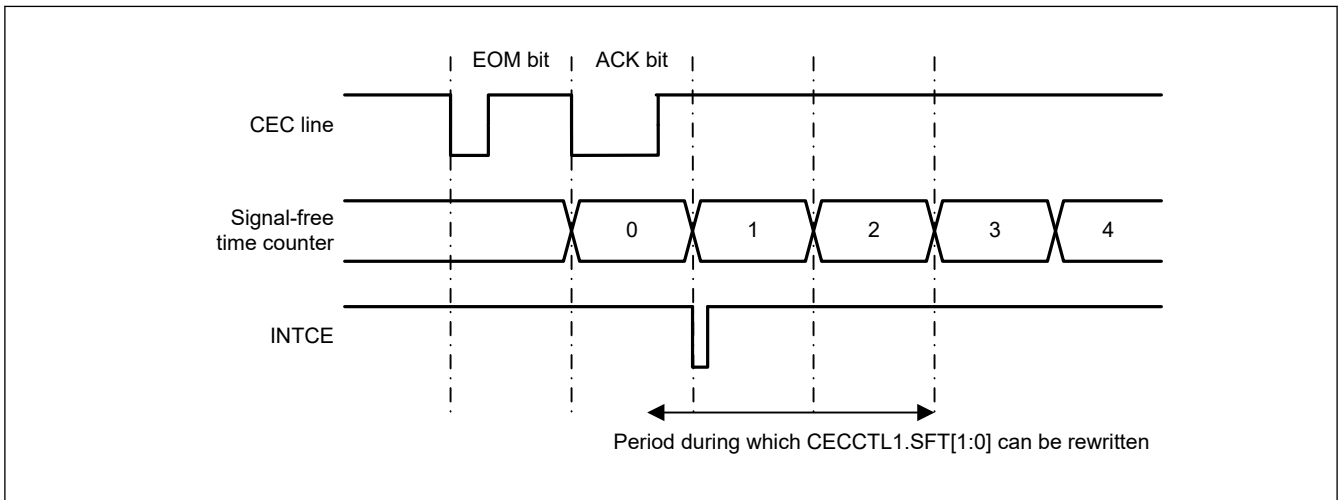 EOM bit ACK bit
CEC line
Signal-free
time counter
0 1 2 3 4
INTCE
Period during which CECCTL1.SFT[1:0] can be rewritten